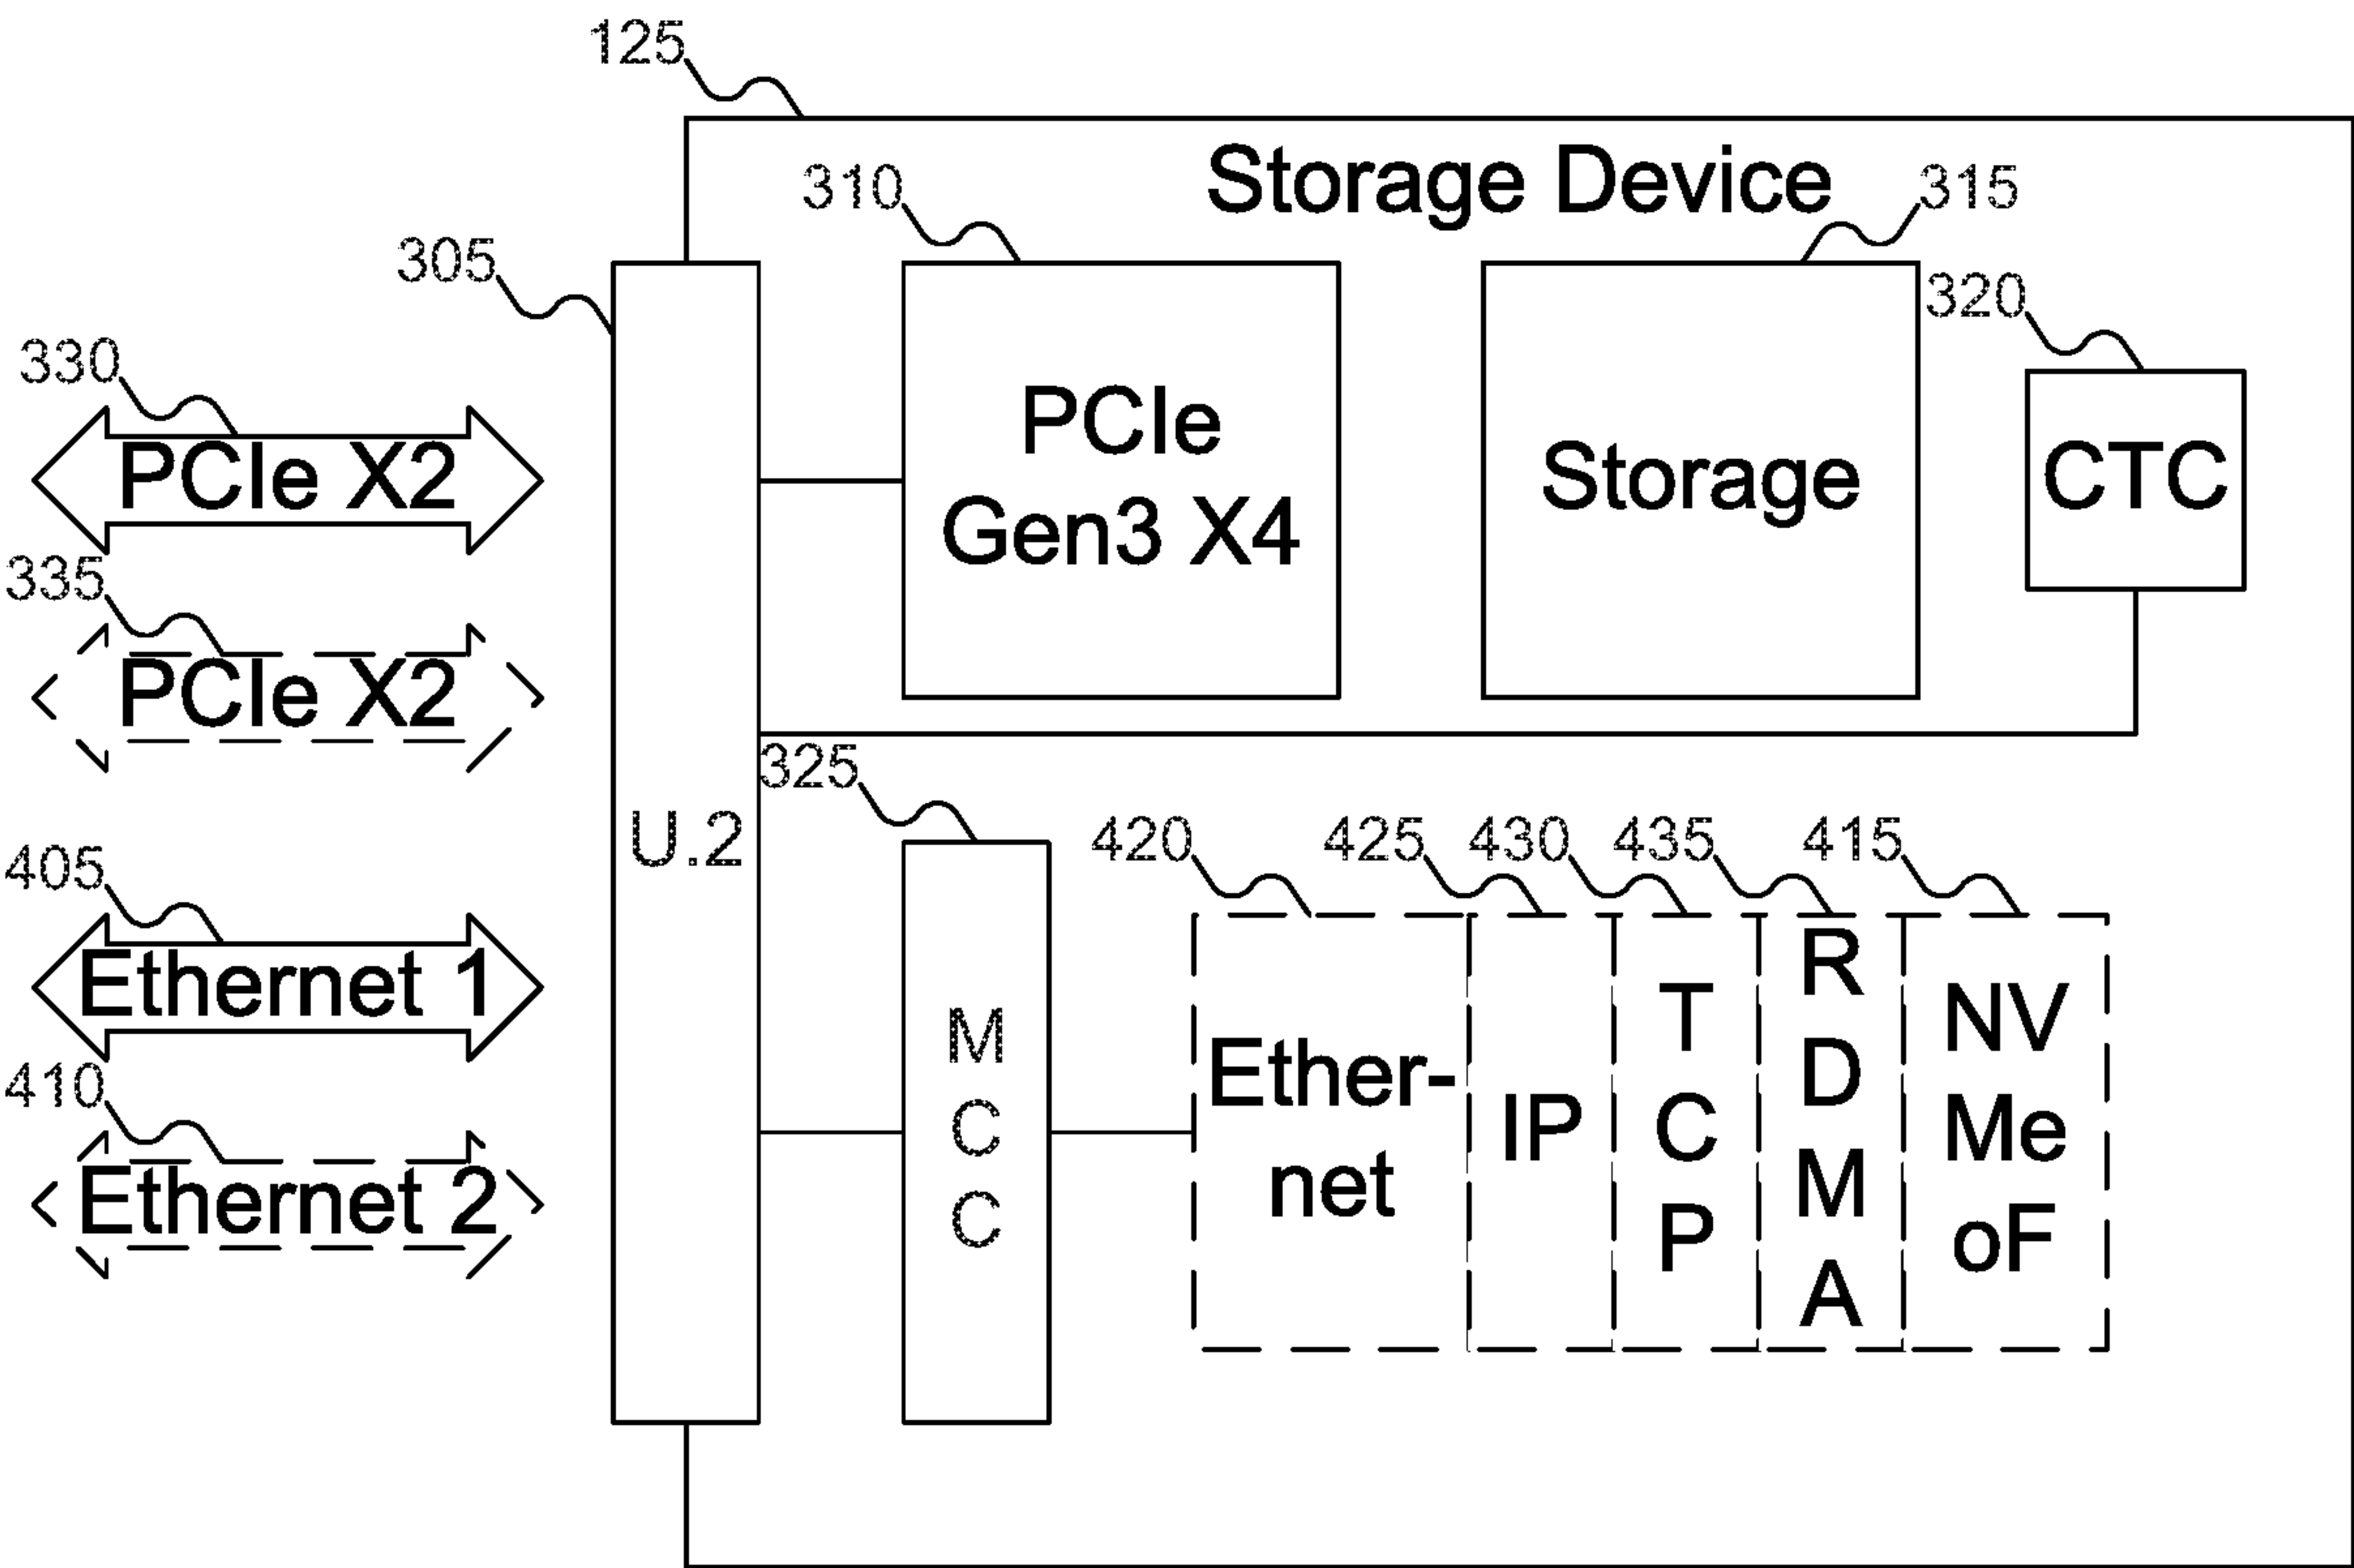 125
Storage Device
310
315
305
320
330
PCIe X2
PCIe
Gen3 X4
Storage
CTC
335
PCIe X2
U.2
325
405
Ethernet 1
410
Ethernet 2
M
C
C
420
425
430
435
415
Ether-
net
IP
T
C
P
R
D
M
A
NV
Me
oF